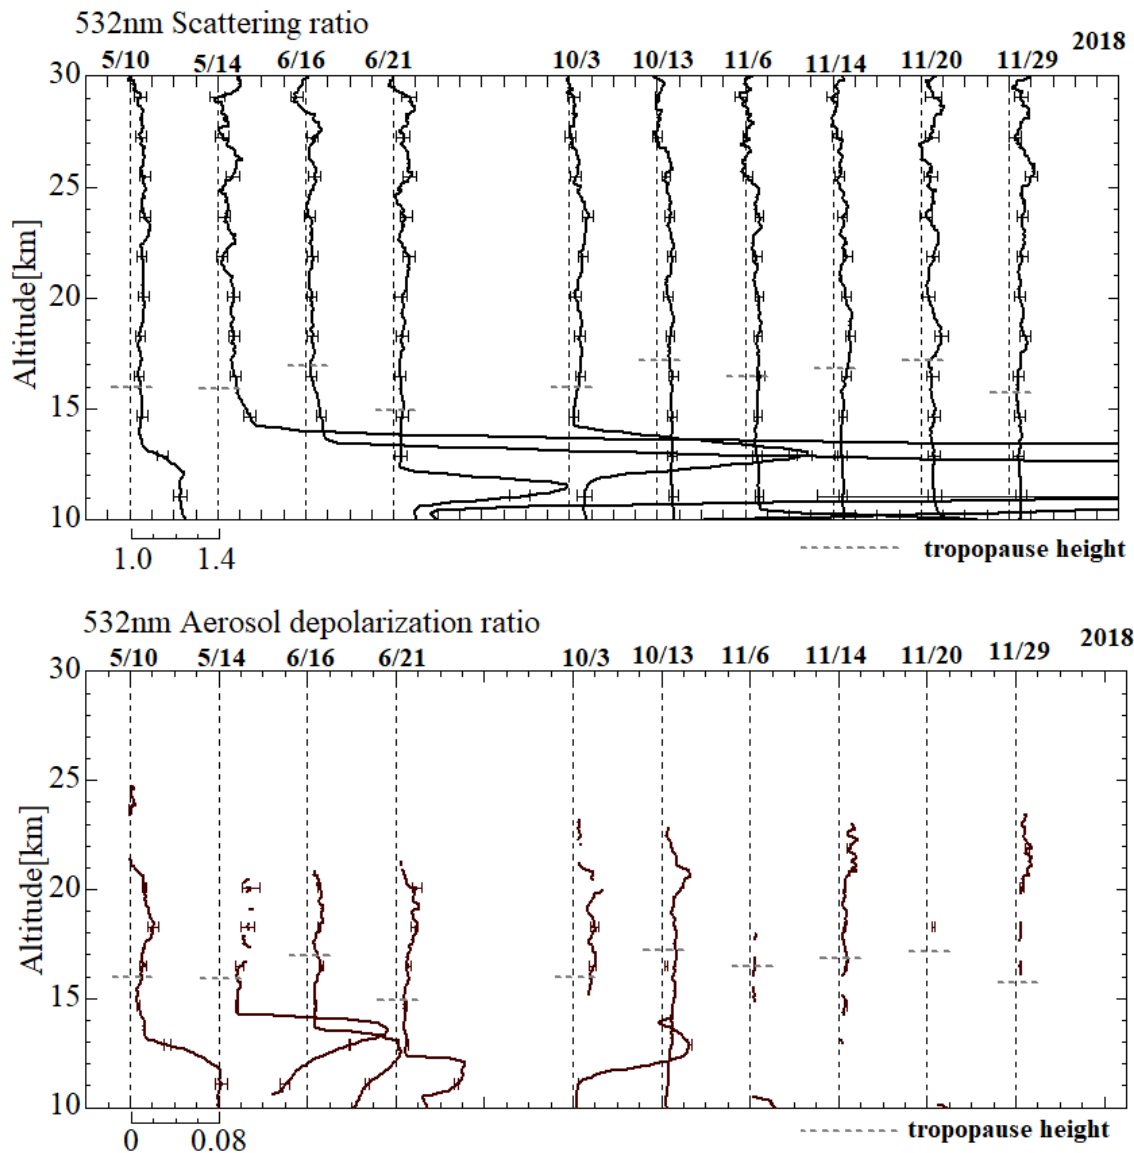 532nm Scattering ratio
2018
5/10 5/14 6/16 6/21 10/3 10/13 11/6 11/14 11/20 11/29
30
25
20
15
10
Altitude[km]
1.0 1.4
tropopause height
532nm Aerosol depolarization ratio
2018
5/10 5/14 6/16 6/21 10/3 10/13 11/6 11/14 11/20 11/29
30
25
20
15
10
Altitude[km]
0 0.08
tropopause height